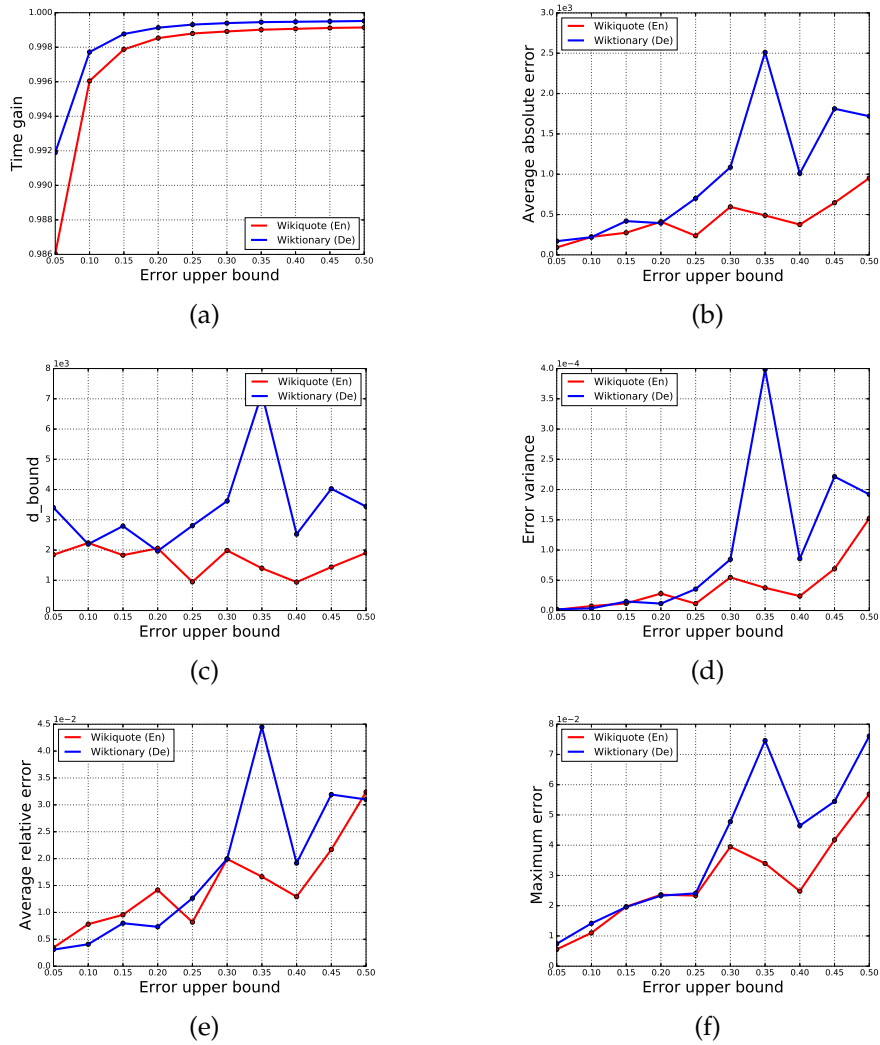 1.000
0.998
0.996
0.994
0.992
0.990
0.988
0.986
Time gain
Wikiquote (En)
Wiktionary (De)
0.05 0.10 0.15 0.20 0.25 0.30 0.35 0.40 0.45 0.50
Error upper bound
(a)
1e3
3.0
2.5
2.0
1.5
1.0
0.5
0.0
Average absolute error
Wikiquote (En)
Wiktionary (De)
0.05 0.10 0.15 0.20 0.25 0.30 0.35 0.40 0.45 0.50
Error upper bound
(b)
1e3
8
7
6
5
4
3
2
1
0
d_bound
Wikiquote (En)
Wiktionary (De)
0.05 0.10 0.15 0.20 0.25 0.30 0.35 0.40 0.45 0.50
Error upper bound
(c)
1e−4
4.0
3.5
3.0
2.5
2.0
1.5
1.0
0.5
0.0
Error variance
Wikiquote (En)
Wiktionary (De)
0.05 0.10 0.15 0.20 0.25 0.30 0.35 0.40 0.45 0.50
Error upper bound
(d)
1e−2
4.5
4.0
3.5
3.0
2.5
2.0
1.5
1.0
0.5
0.0
Average relative error
Wikiquote (En)
Wiktionary (De)
0.05 0.10 0.15 0.20 0.25 0.30 0.35 0.40 0.45 0.50
Error upper bound
(e)
1e−2
8
7
6
5
4
3
2
1
0
Maximum error
Wikiquote (En)
Wiktionary (De)
0.05 0.10 0.15 0.20 0.25 0.30 0.35 0.40 0.45 0.50
Error upper bound
(f)